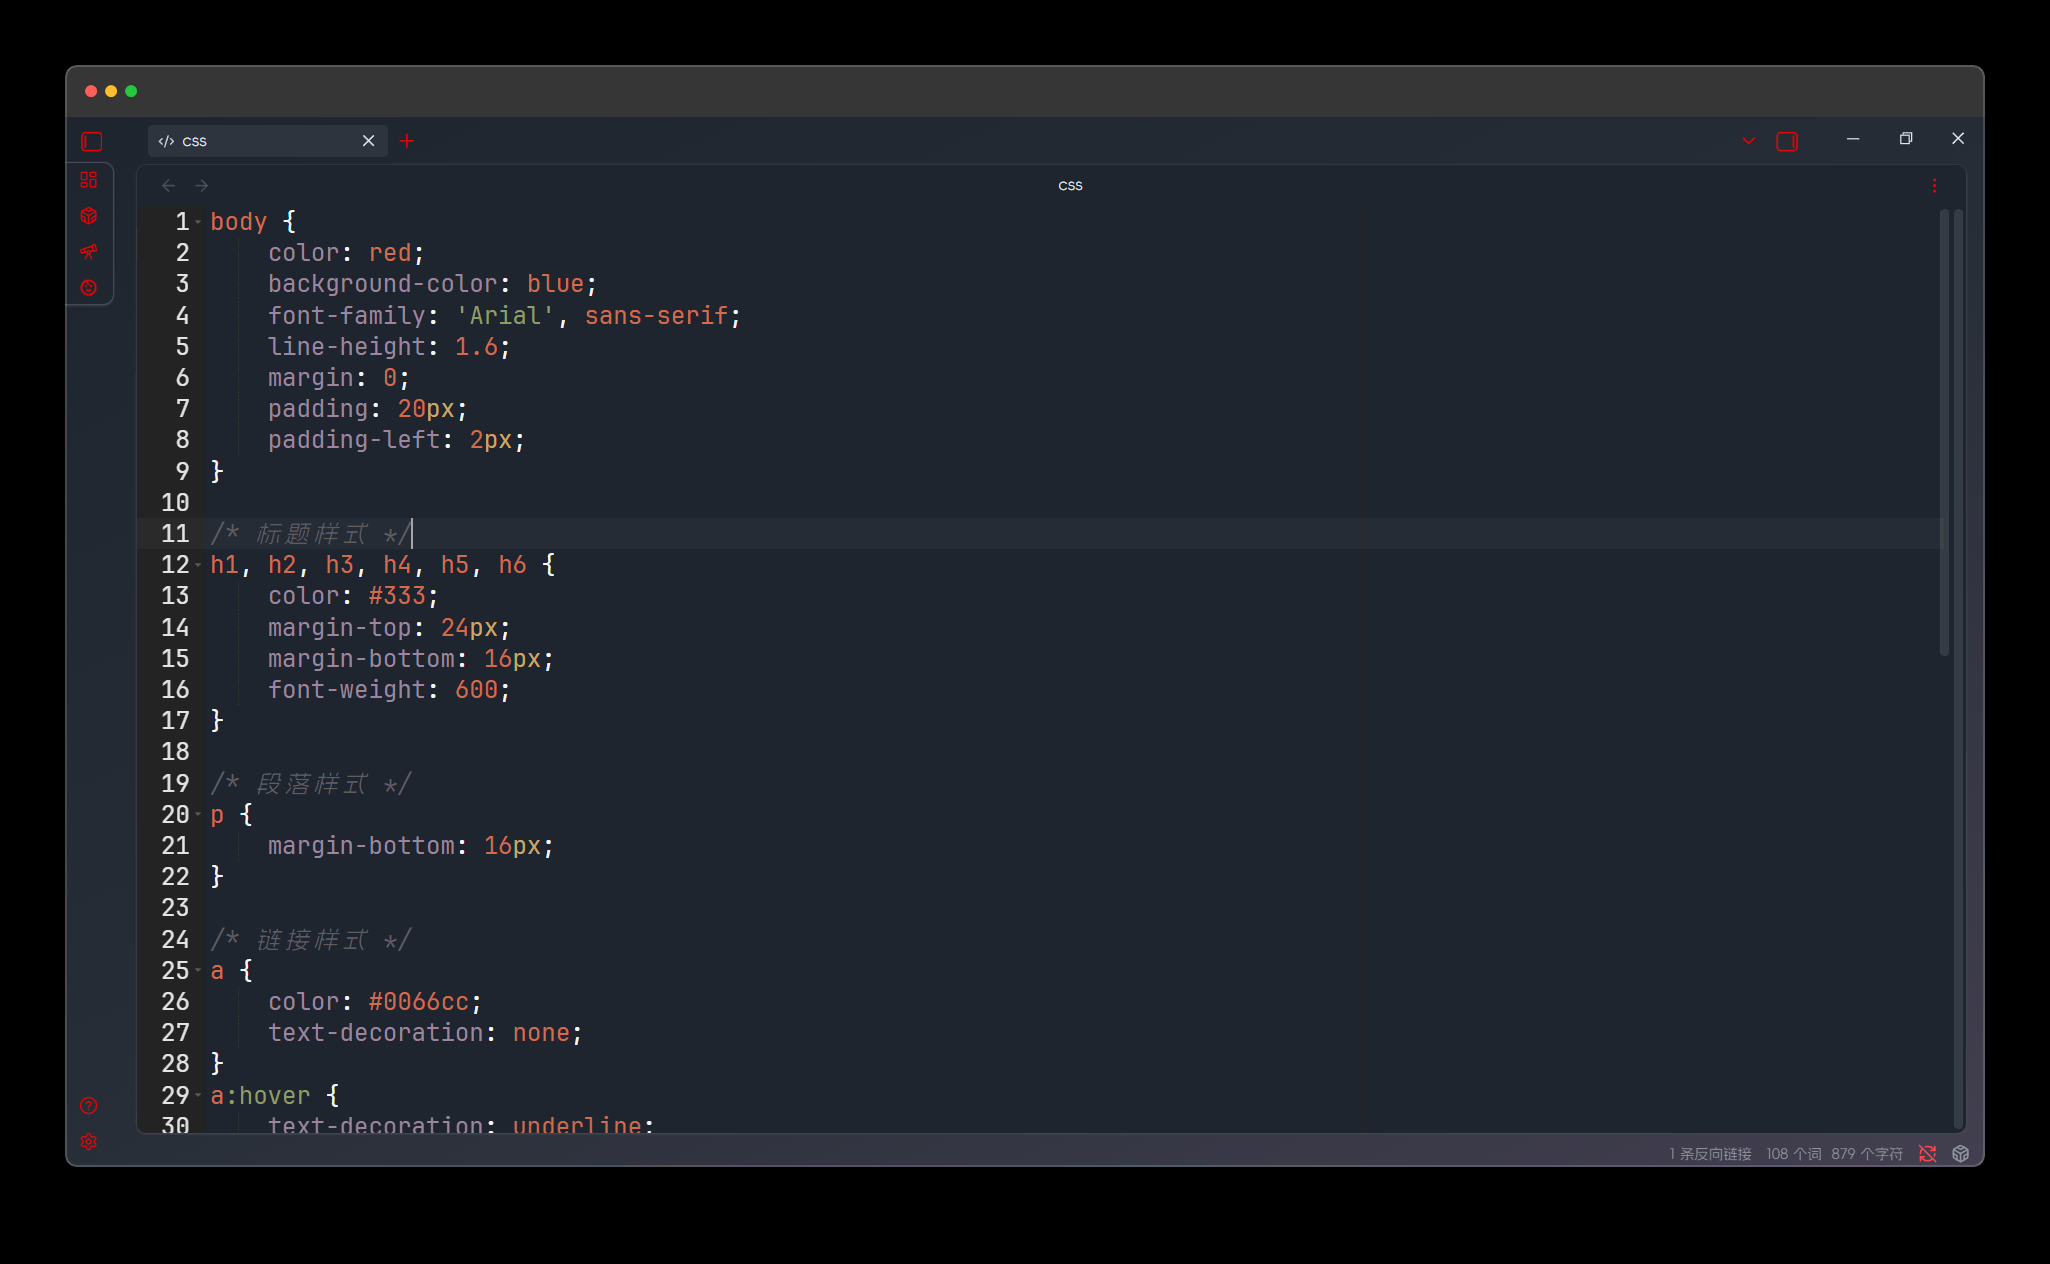 css
css
1 body {
2     color: red;
3     background-color: blue;
4     font-family: 'Arial', sans-serif;
5     line-height: 1.6;
6     margin: 0;
7     padding: 20px;
8     padding-left: 2px;
9 }
10
11 /* 标题样式 */
12 h1, h2, h3, h4, h5, h6 {
13     color: #333;
14     margin-top: 24px;
15     margin-bottom: 16px;
16     font-weight: 600;
17 }
18
19 /* 段落样式 */
20 p {
21     margin-bottom: 16px;
22 }
23
24 /* 链接样式 */
25 a {
26     color: #0066cc;
27     text-decoration: none;
28 }
29 a:hover {
30     text-decoration: underline;
1 条反向链接 108 个词 879 个字符